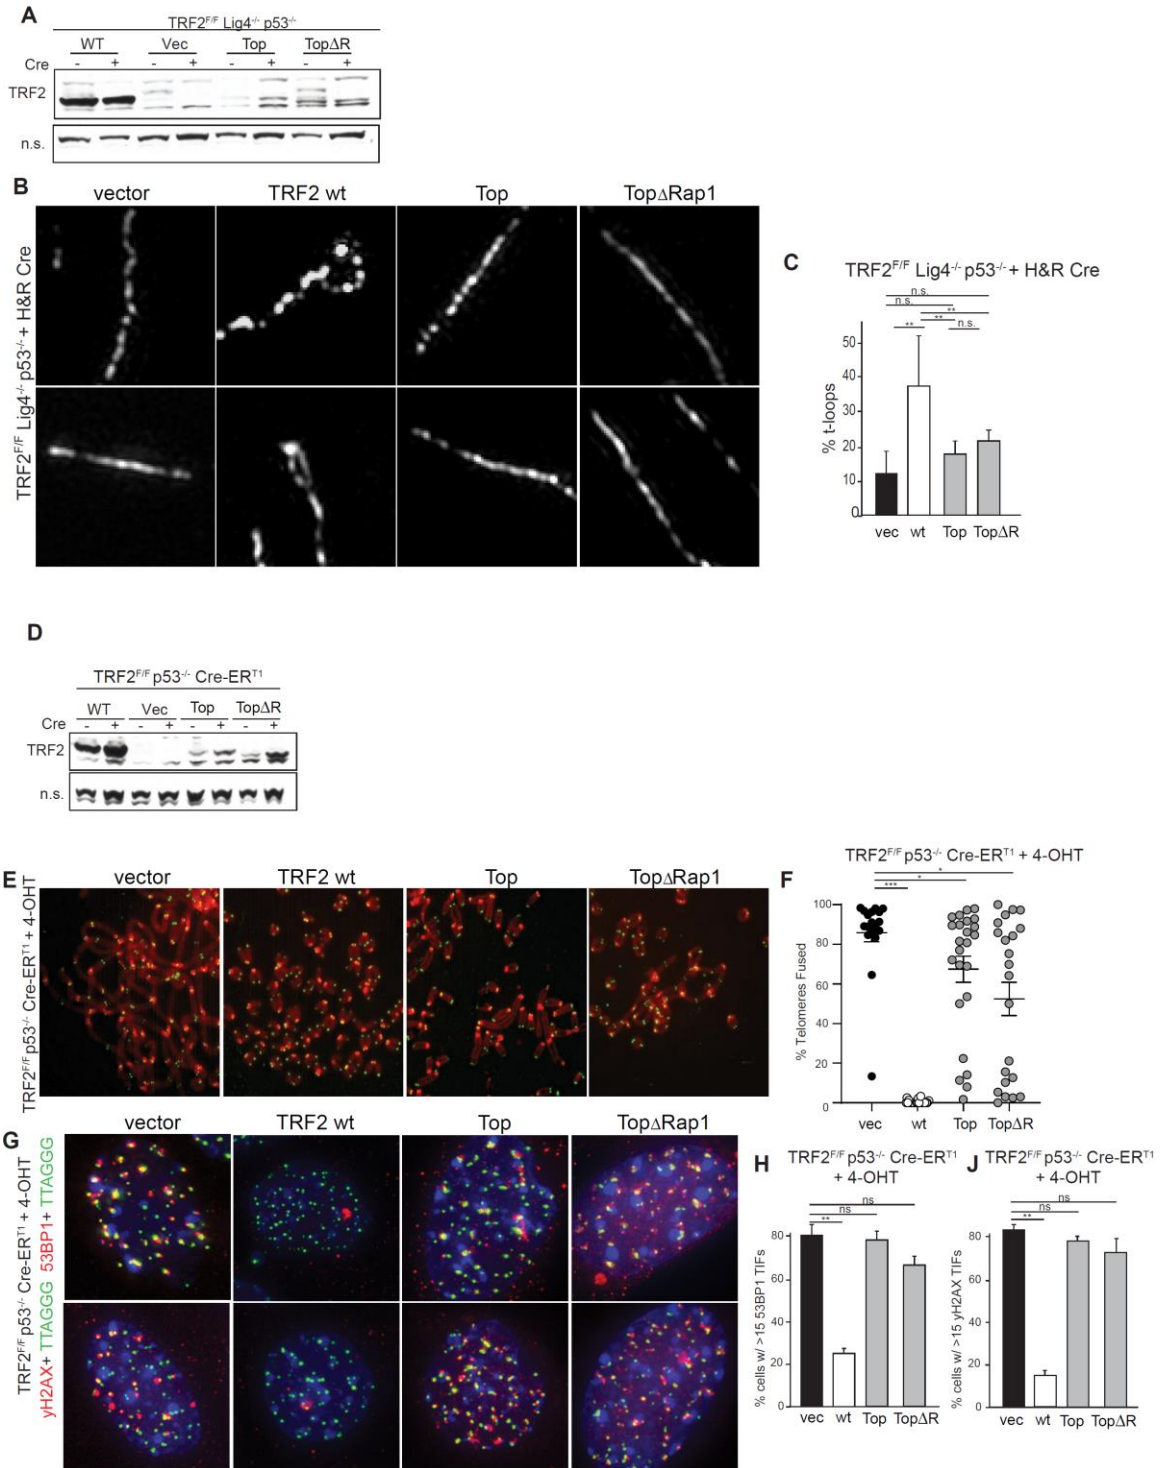 A
TRF2F/F Lig4-/- p53-/-
WT Vec Top TopΔR
Cre - + - + - + - +
TRF2
n.s.
B
vector TRF2 wt Top TopΔRap1
TRF2F/F Lig4-/- p53-/- + H&R Cre
C
TRF2F/F Lig4-/- p53-/- + H&R Cre
n.s.
n.s.
**
** ** n.s.
% t-loops
50
40
30
20
10
0
vec wt Top TopΔR
D
TRF2F/F p53-/- Cre-ERT1
WT Vec Top TopΔR
Cre - + - + - + - +
TRF2
n.s.
E
vector TRF2 wt Top TopΔRap1
TRF2F/F p53-/- Cre-ERT1 + 4-OHT
F
TRF2F/F p53-/- Cre-ERT1 + 4-OHT
*
*
***
% Telomeres Fused
100
80
60
40
20
0
vec wt Top TopΔR
G
vector TRF2 wt Top TopΔRap1
TRF2F/F p53-/- Cre-ERT1 + 4-OHT
γH2AX+ TTAGGG 53BP1+ TTAGGG
H
TRF2F/F p53-/- Cre-ERT1
+ 4-OHT
ns
ns
**
% cells w/ >15 53BP1 TIFs
80
60
40
20
0
vec wt Top TopΔR
J
TRF2F/F p53-/- Cre-ERT1
+ 4-OHT
ns
ns
**
% cells w/ >15 γH2AX TIFs
80
60
40
20
0
vec wt Top TopΔR